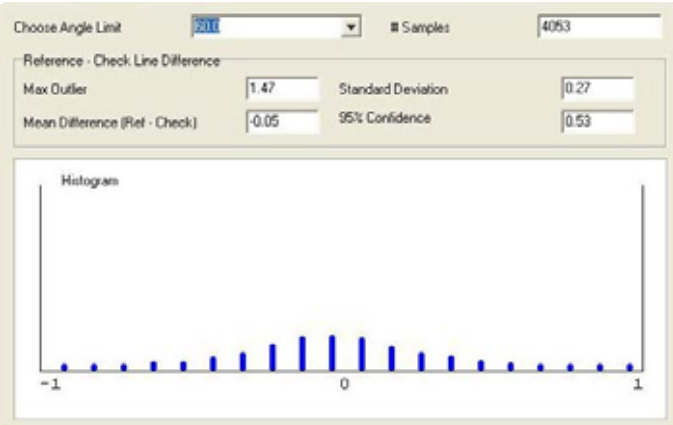 Choose Angle Limit 60.0 # Samples 4053
Reference - Check Line Difference
Max Outlier 1.47 Standard Deviation 0.27
Mean Difference (Ref - Check) -0.05 95% Confidence 0.53
Histogram
-1 0 1